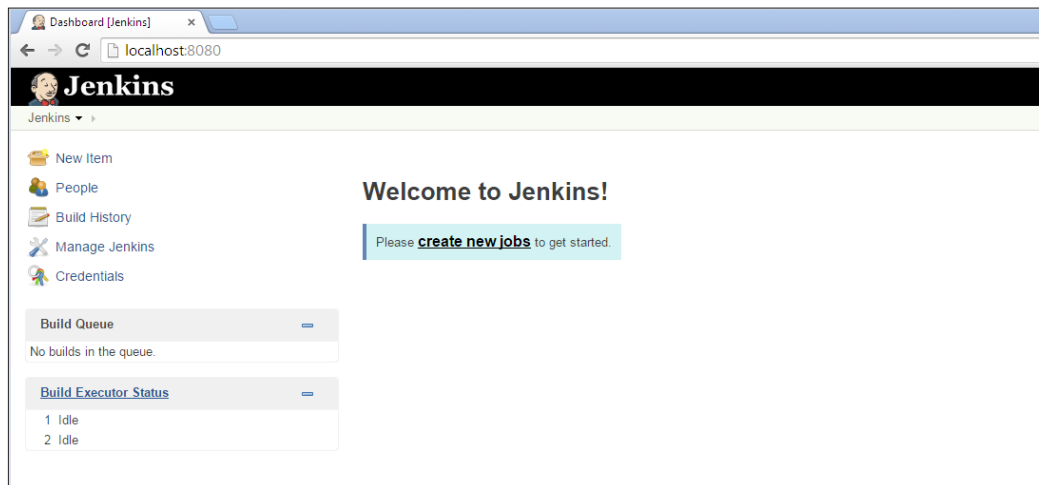 Dashboard [Jenkins]
localhost:8080
Jenkins
Jenkins
New Item
People
Build History
Manage Jenkins
Credentials
Welcome to Jenkins!
Please create new jobs to get started.
Build Queue
No builds in the queue.
Build Executor Status
1 Idle
2 Idle